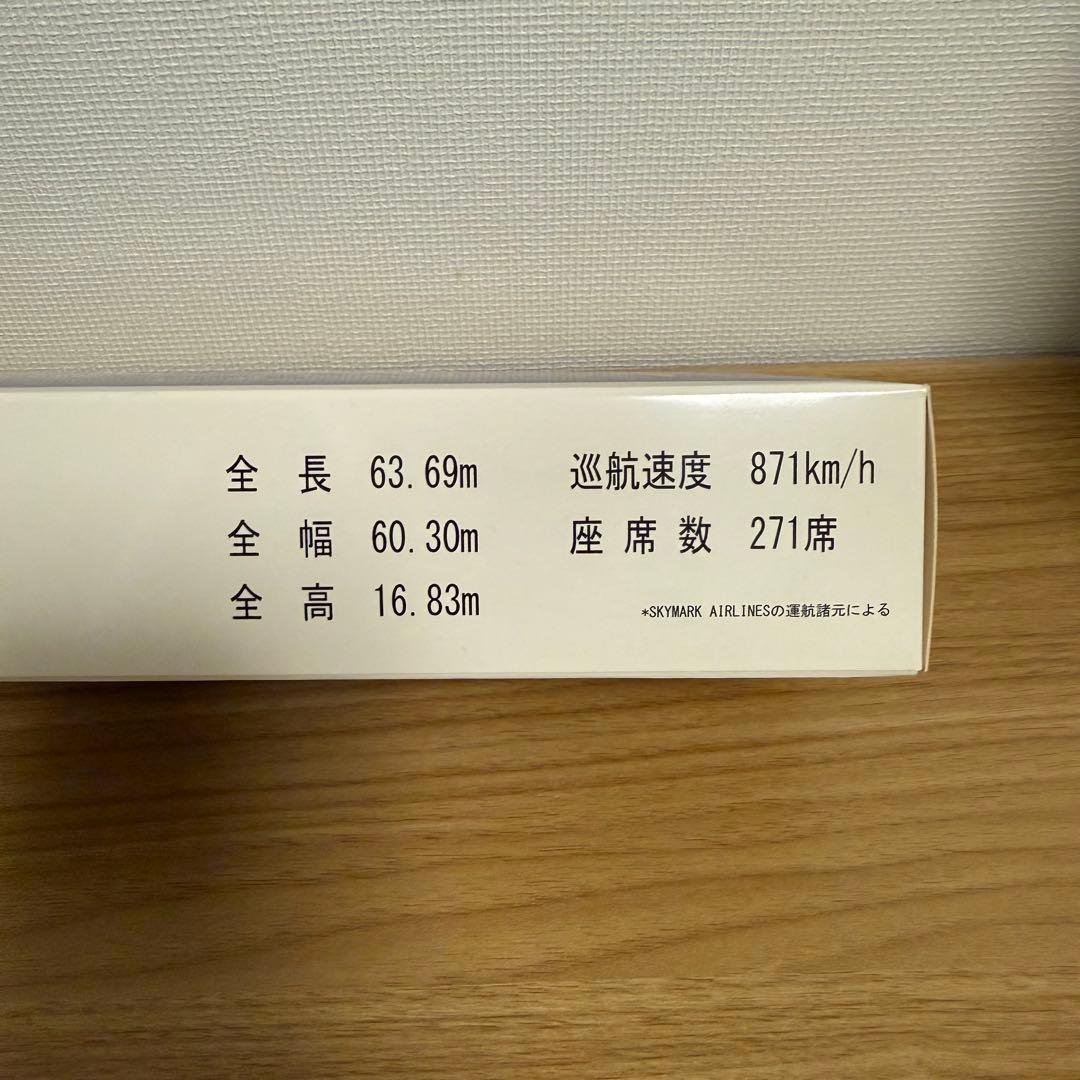 全長 63.69m
全幅 60.30m
全高 16.83m
巡航速度 871km/h
座席数 271席
*SKYMARK AIRLINESの運航諸元による